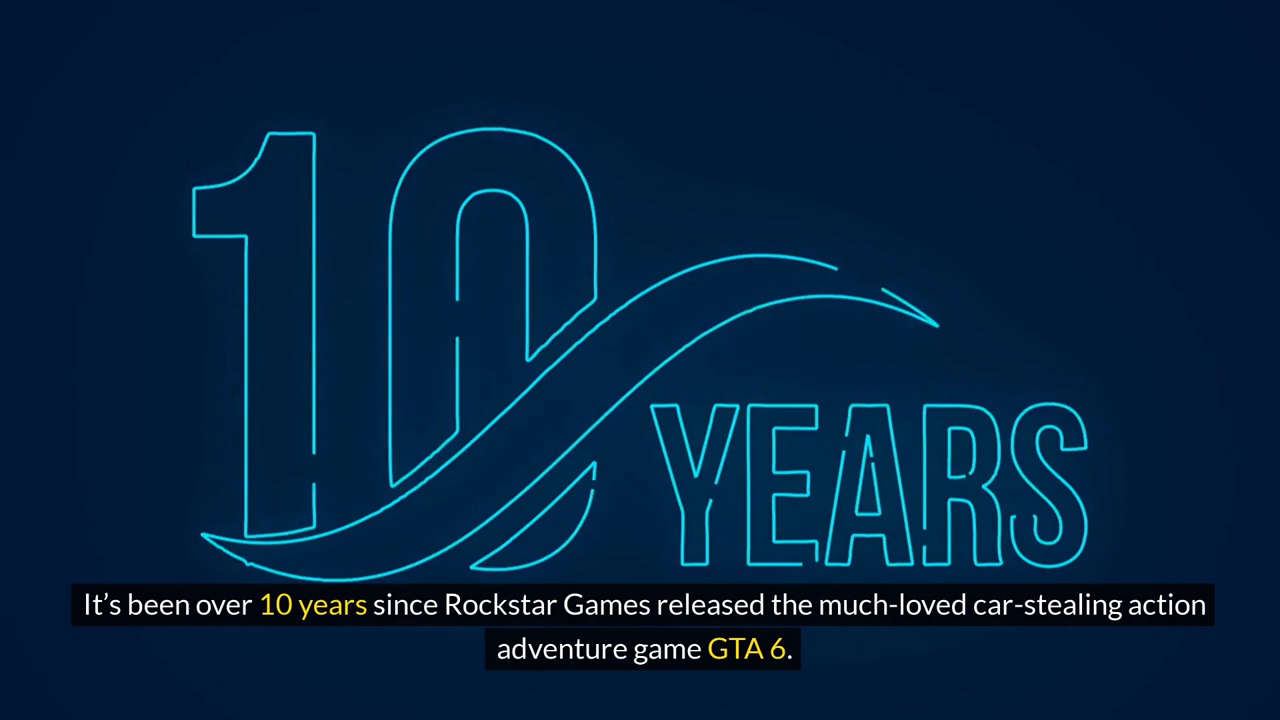 10
YEARS
It’s been over 10 years since Rockstar Games released the much-loved car-stealing action
adventure game GTA 6.